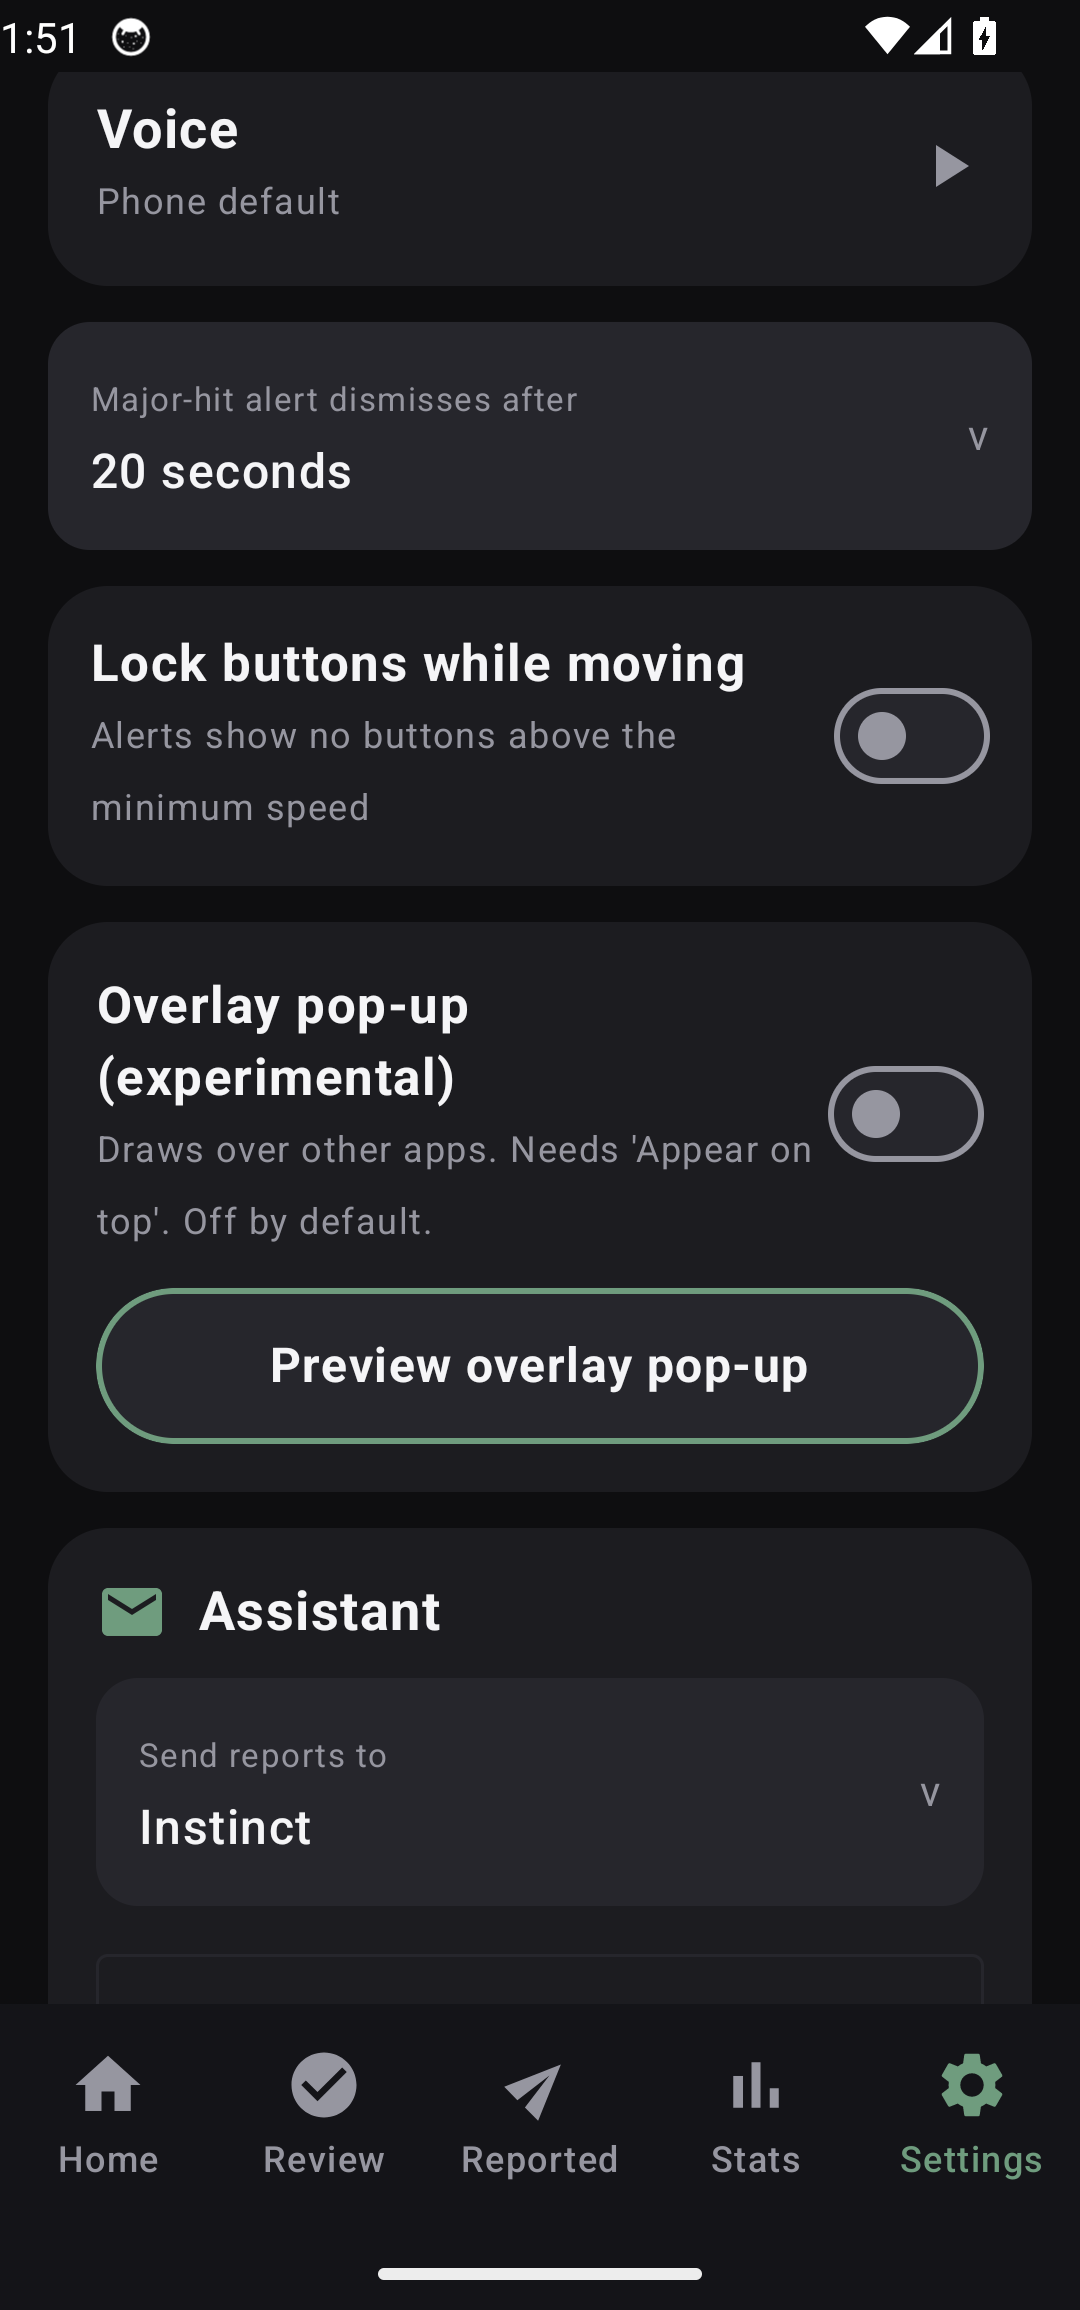 1:51
Voice
Phone default
Major-hit alert dismisses after
20 seconds
v
Lock buttons while moving
Alerts show no buttons above the
minimum speed
Overlay pop-up
(experimental)
Draws over other apps. Needs 'Appear on
top'. Off by default.
Preview overlay pop-up
Assistant
Send reports to
Instinct
v
Home
Review
Reported
Stats
Settings